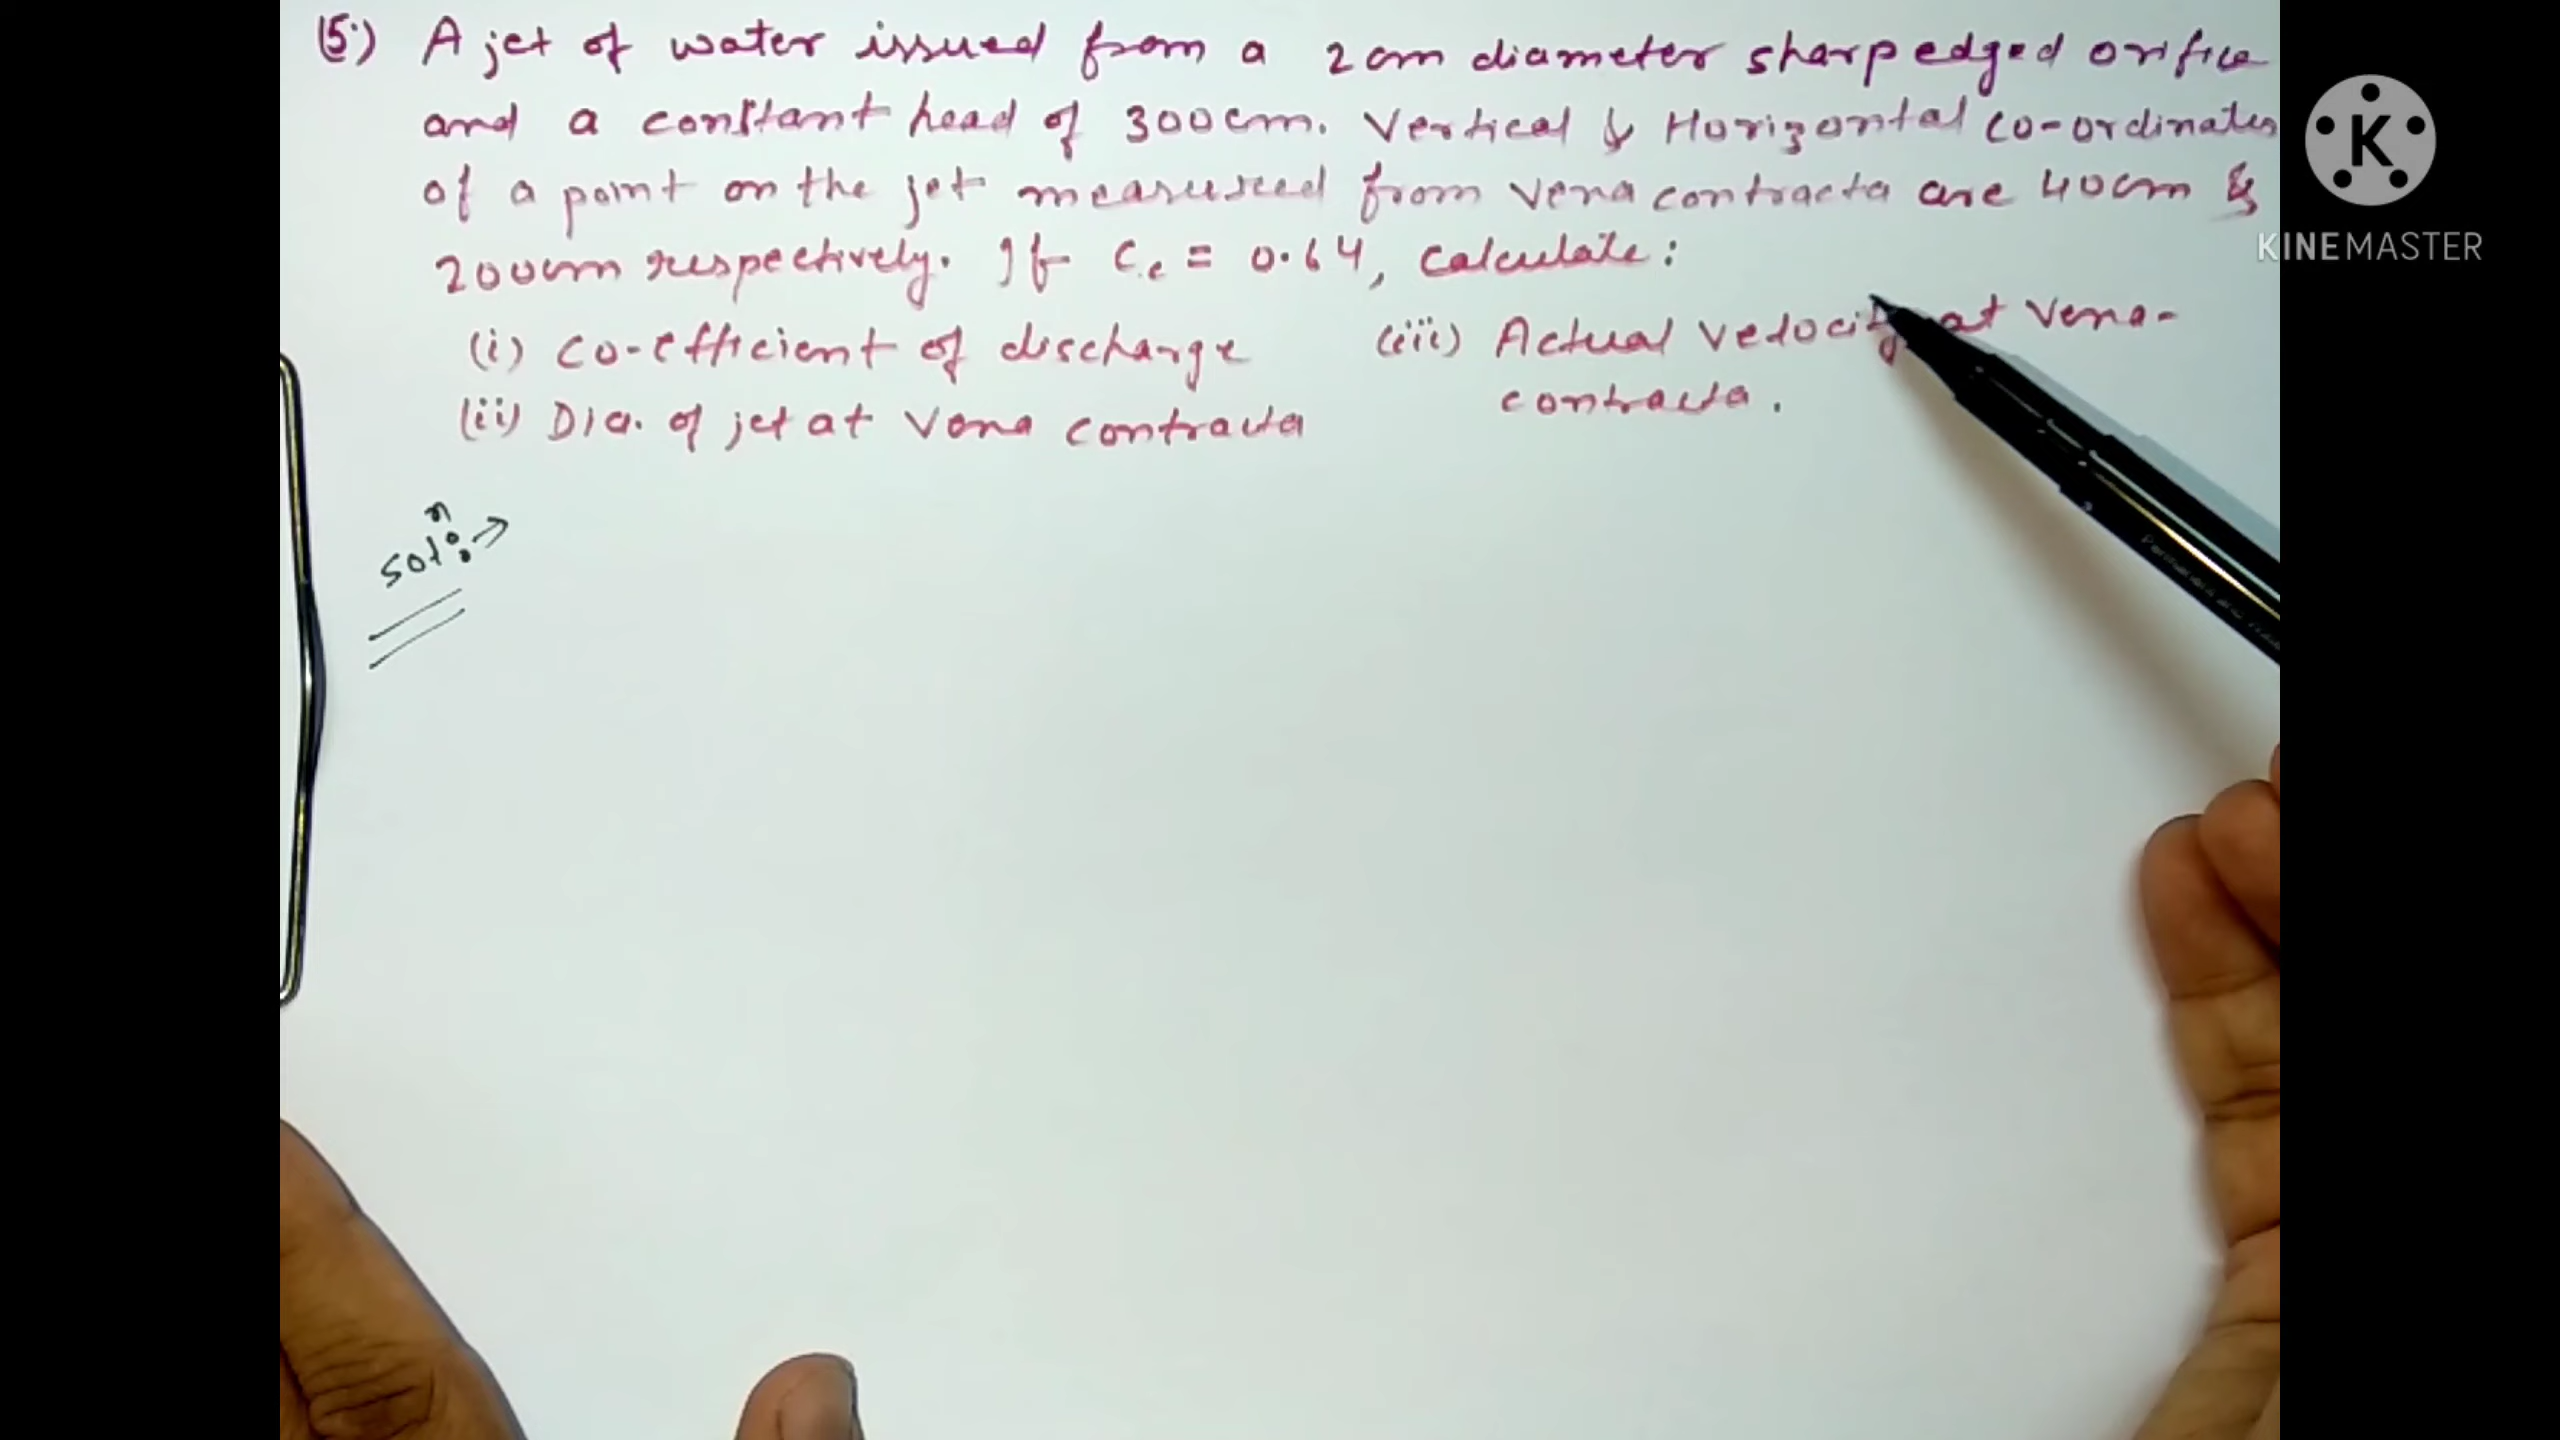 (5.) A jet of water issued from a 2cm diameter sharp edged orifice
and a constant head of 300cm. Vertical & Horizontal co-ordinates
of a point on the jet measured from vena contracta are 40cm &
200cm respectively. If Cc = 0.64, calculate:
(i) Co-efficient of discharge
(ii) Dia. of jet at Vena contracta
(iii) Actual Velocity at Vena-
contracta.
Soln:→
K
KINEMASTER